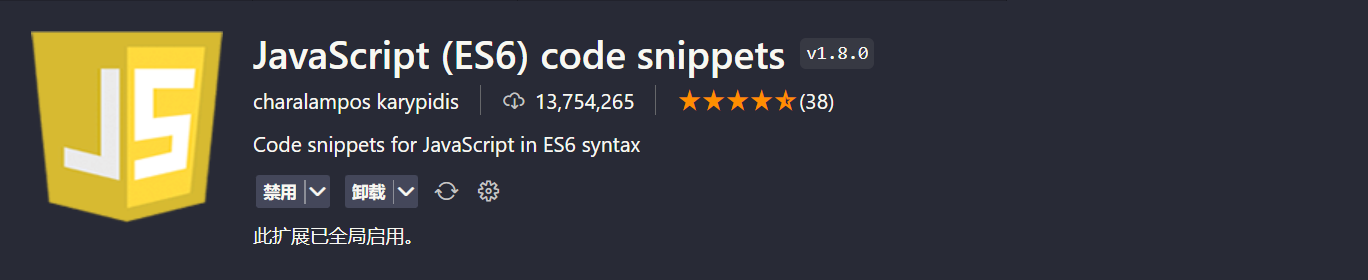 JS
JavaScript (ES6) code snippets v1.8.0
charalampos karypidis 13,754,265 ★★★★⯪(38)
Code snippets for JavaScript in ES6 syntax
禁用 卸载
此扩展已全局启用。